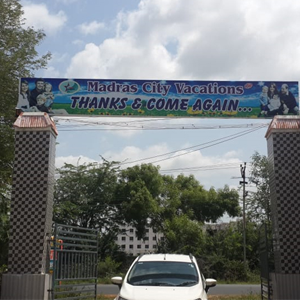 Madras City Vacations
THANKS & COME AGAIN...